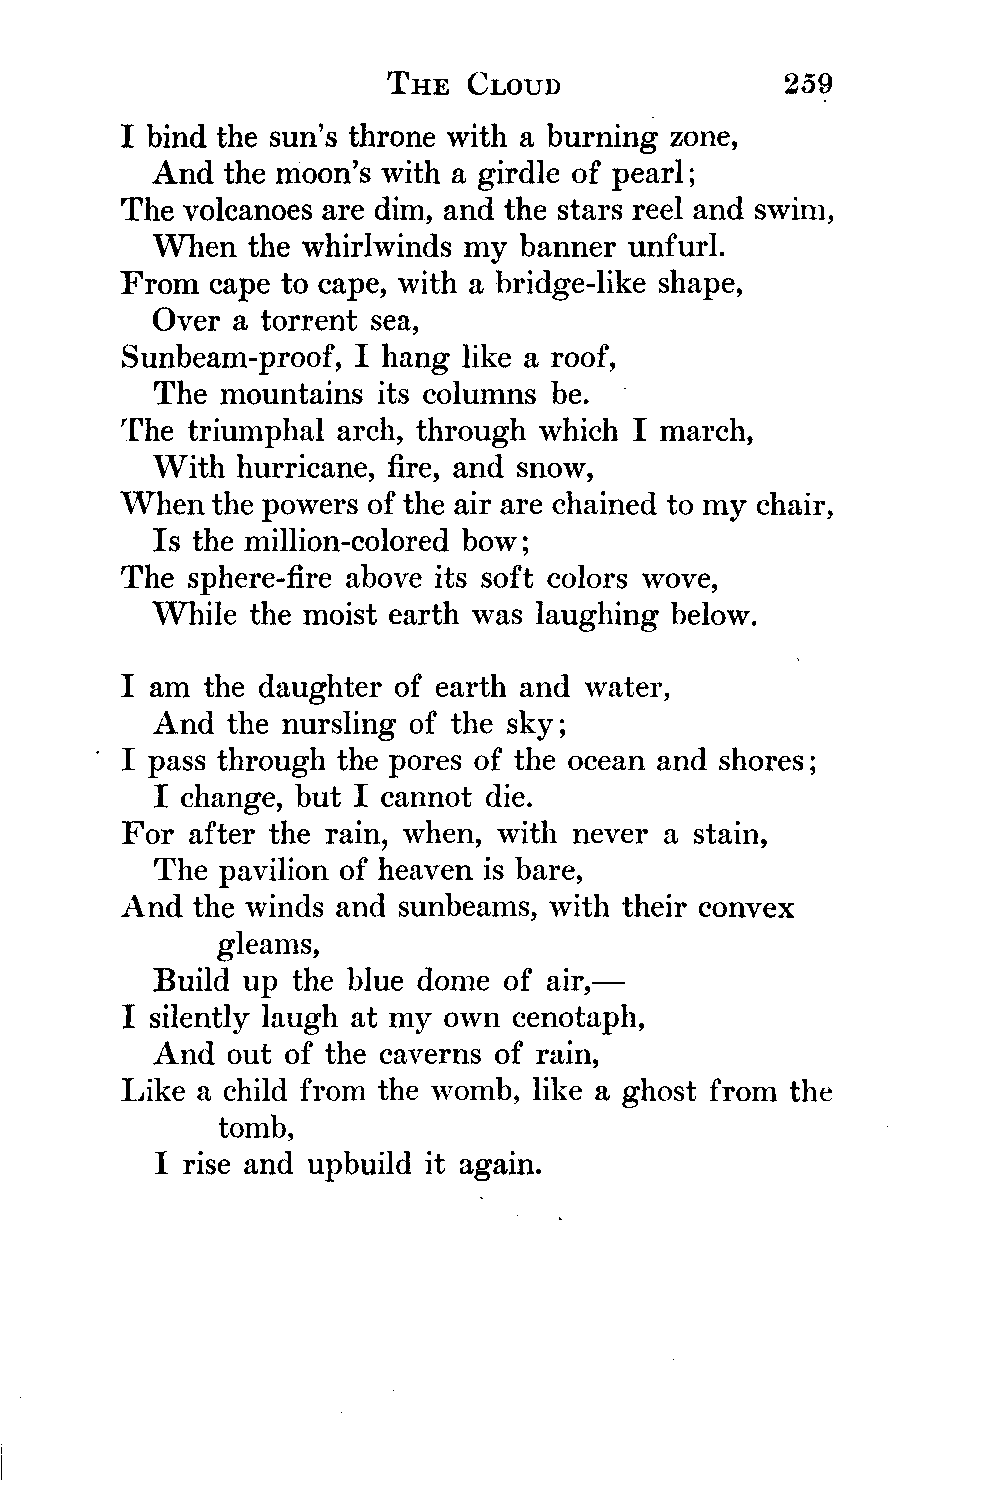 THE CLOUD 259
I bind the sun's throne with a burning zone,
And the moon's with a girdle of pearl;
The volcanoes are dim, and the stars reel and swim,
When the whirlwinds my banner unfurl.
From cape to cape, with a bridge-like shape,
Over a torrent sea,
Sunbeam-proof, I hang like a roof,
The mountains its columns be.
The triumphal arch, through which I march,
With hurricane, fire, and snow,
When the powers of the air are chained to my chair,
Is the million-colored bow;
The sphere-fire above its soft colors wove,
While the moist earth was laughing below.

I am the daughter of earth and water,
And the nursling of the sky;
I pass through the pores of the ocean and shores;
I change, but I cannot die.
For after the rain, when, with never a stain,
The pavilion of heaven is bare,
And the winds and sunbeams, with their convex
gleams,
Build up the blue dome of air,—
I silently laugh at my own cenotaph,
And out of the caverns of rain,
Like a child from the womb, like a ghost from the
tomb,
I rise and upbuild it again.